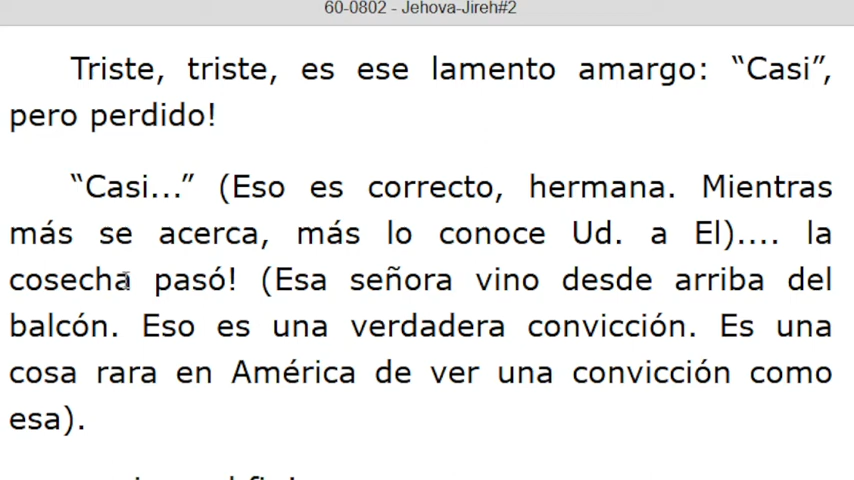 60-0802 - Jehova-Jireh#2
Triste, triste, es ese lamento amargo: “Casi”,
pero perdido!
“Casi...” (Eso es correcto, hermana. Mientras
más se acerca, más lo conoce Ud. a El).... la
cosecha pasó! (Esa señora vino desde arriba del
balcón. Eso es una verdadera convicción. Es una
cosa rara en América de ver una convicción como
esa).